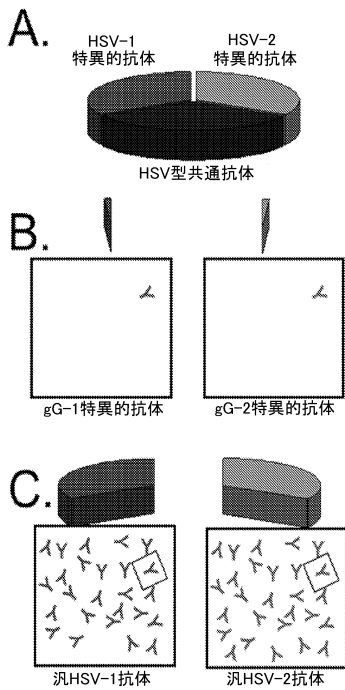 A.
HSV-1
特異的抗体
HSV-2
特異的抗体
HSV型共通抗体
B.
gG-1特異的抗体
gG-2特異的抗体
C.
汎HSV-1抗体
汎HSV-2抗体